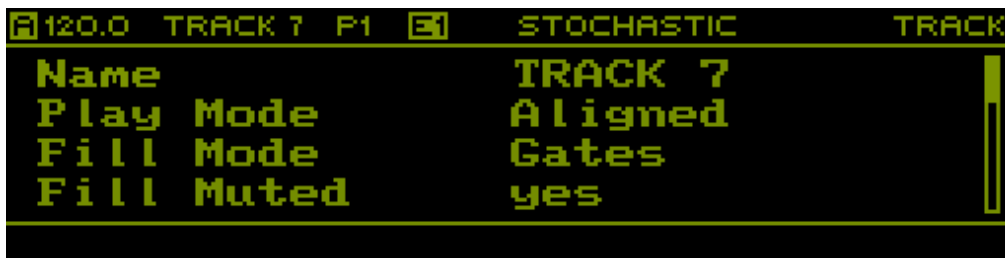 A 120.0 TRACK 7 P1 E1 STOCHASTIC TRACK
Name TRACK 7
Play Mode Aligned
Fill Mode Gates
Fill Muted yes